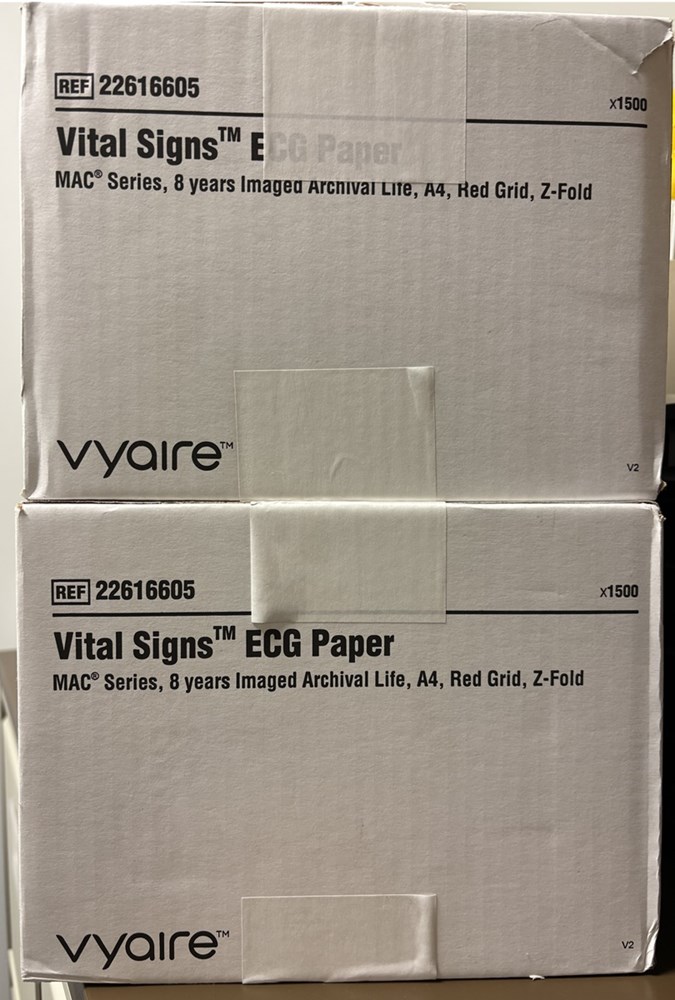 REF 22616605
x1500
Vital Signs™ ECG Paper
MAC® Series, 8 years Imaged Archival Life, A4, Red Grid, Z-Fold
vyaire™
V2
REF 22616605
x1500
Vital Signs™ ECG Paper
MAC® Series, 8 years Imaged Archival Life, A4, Red Grid, Z-Fold
vyaire™
V2